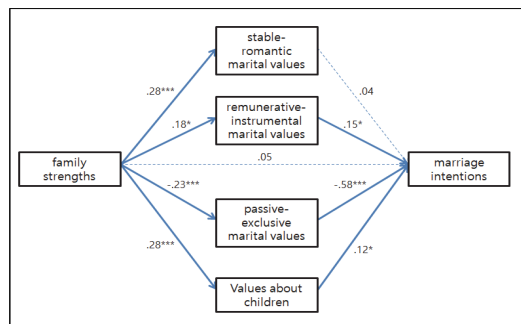 stable-
romantic
marital values
.28***
.04
remunerative-
instrumental
marital values
.18*
.15*
family
strengths
.05
marriage
intentions
-.23***
-.58***
passive-
exclusive
marital values
.28***
.12*
Values about
children